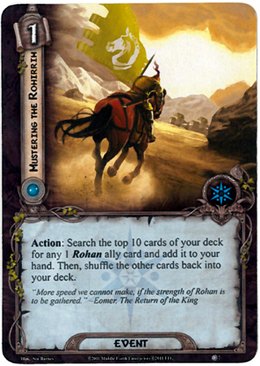 1
MUSTERING THE ROHIRRIM
Action: Search the top 10 cards of your deck
for any 1 Rohan ally card and add it to your
hand. Then, shuffle the other cards back into
your deck.
"More speed we cannot make, if the strength of Rohan is
to be gathered." –Eomer, The Return of the King
EVENT